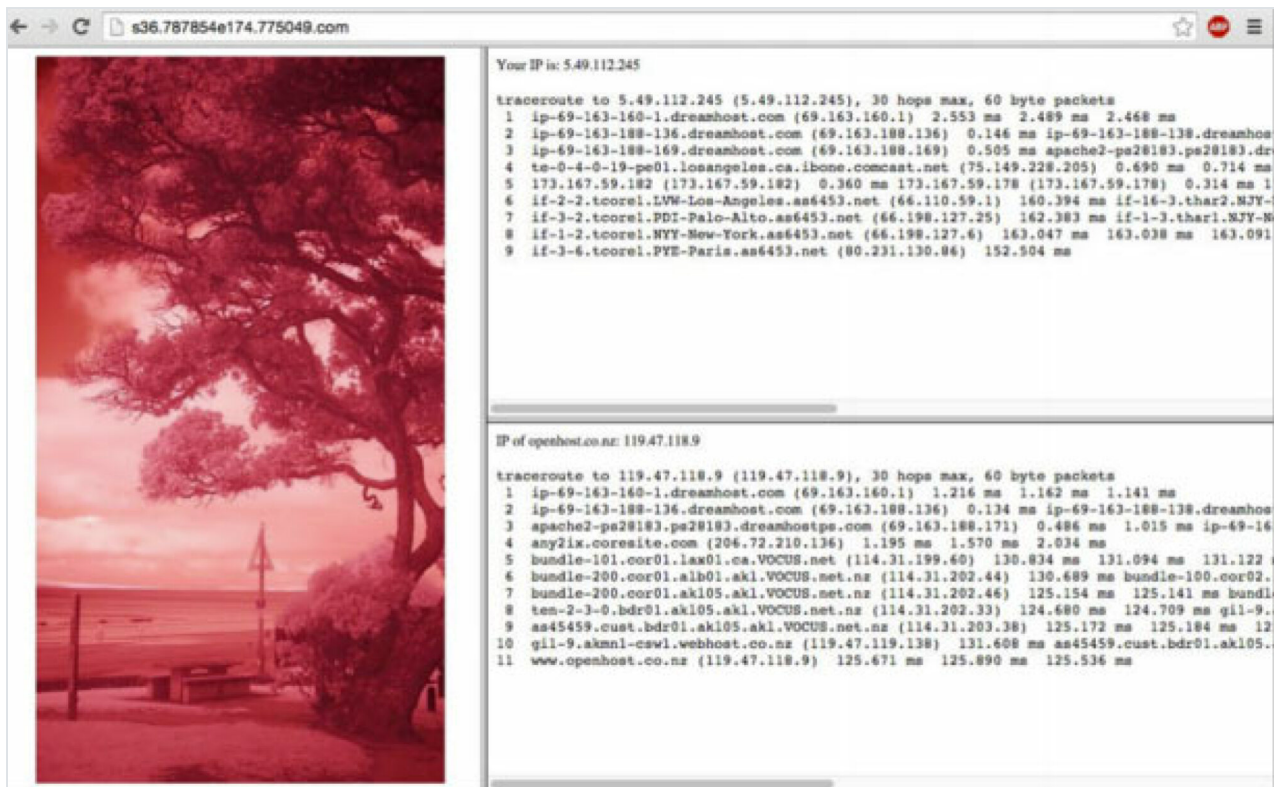 s36.787854e174.775049.com
ABP
Your IP is: 5.49.112.245
traceroute to 5.49.112.245 (5.49.112.245), 30 hops max, 60 byte packets
1 ip-69-163-160-1.dreamhost.com (69.163.160.1) 2.553 ms 2.489 ms 2.468 ms
2 ip-69-163-188-136.dreamhost.com (69.163.188.136) 0.146 ms ip-69-163-188-138.dreamhos
3 ip-69-163-188-169.dreamhost.com (69.163.188.169) 0.505 ms apache2-ps28183.ps28183.dr
4 te-0-4-0-19-pe01.losangeles.ca.ibone.comcast.net (75.149.228.205) 0.690 ms 0.714 ms
5 173.167.59.182 (173.167.59.182) 0.360 ms 173.167.59.178 (173.167.59.178) 0.314 ms 1
6 if-2-2.tcore1.LVW-Los-Angeles.as6453.net (66.110.59.1) 160.394 ms if-16-3.thar2.NJY-
7 if-3-2.tcore1.PDI-Palo-Alto.as6453.net (66.198.127.25) 162.383 ms if-1-3.thar1.NJY-N
8 if-1-2.tcore1.NYY-New-York.as6453.net (66.198.127.6) 163.047 ms 163.038 ms 163.091
9 if-3-6.tcore1.PYE-Paris.as6453.net (80.231.130.86) 152.504 ms
IP of openhost.co.nz: 119.47.118.9
traceroute to 119.47.118.9 (119.47.118.9), 30 hops max, 60 byte packets
1 ip-69-163-160-1.dreamhost.com (69.163.160.1) 1.216 ms 1.162 ms 1.141 ms
2 ip-69-163-188-136.dreamhost.com (69.163.188.136) 0.134 ms ip-69-163-188-138.dreamhos
3 apache2-ps28183.ps28183.dreamhostps.com (69.163.188.171) 0.486 ms 1.015 ms ip-69-16
4 any2ix.coresite.com (206.72.210.136) 1.195 ms 1.570 ms 2.034 ms
5 bundle-101.cor01.lax01.ca.VOCUS.net (114.31.199.60) 130.834 ms 131.094 ms 131.122
6 bundle-200.cor01.alb01.akl.VOCUS.net.nz (114.31.202.44) 130.689 ms bundle-100.cor02.
7 bundle-200.cor01.akl05.akl.VOCUS.net.nz (114.31.202.46) 125.154 ms 125.141 ms bundl
8 ten-2-3-0.bdr01.akl05.akl.VOCUS.net.nz (114.31.202.33) 124.680 ms 124.709 ms gi1-9.
9 as45459.cust.bdr01.akl05.akl.VOCUS.net.nz (114.31.203.38) 125.172 ms 125.184 ms 12
10 gi1-9.akmn1-csw1.webhost.co.nz (119.47.119.138) 131.608 ms as45459.cust.bdr01.akl05.
11 www.openhost.co.nz (119.47.118.9) 125.671 ms 125.890 ms 125.536 ms